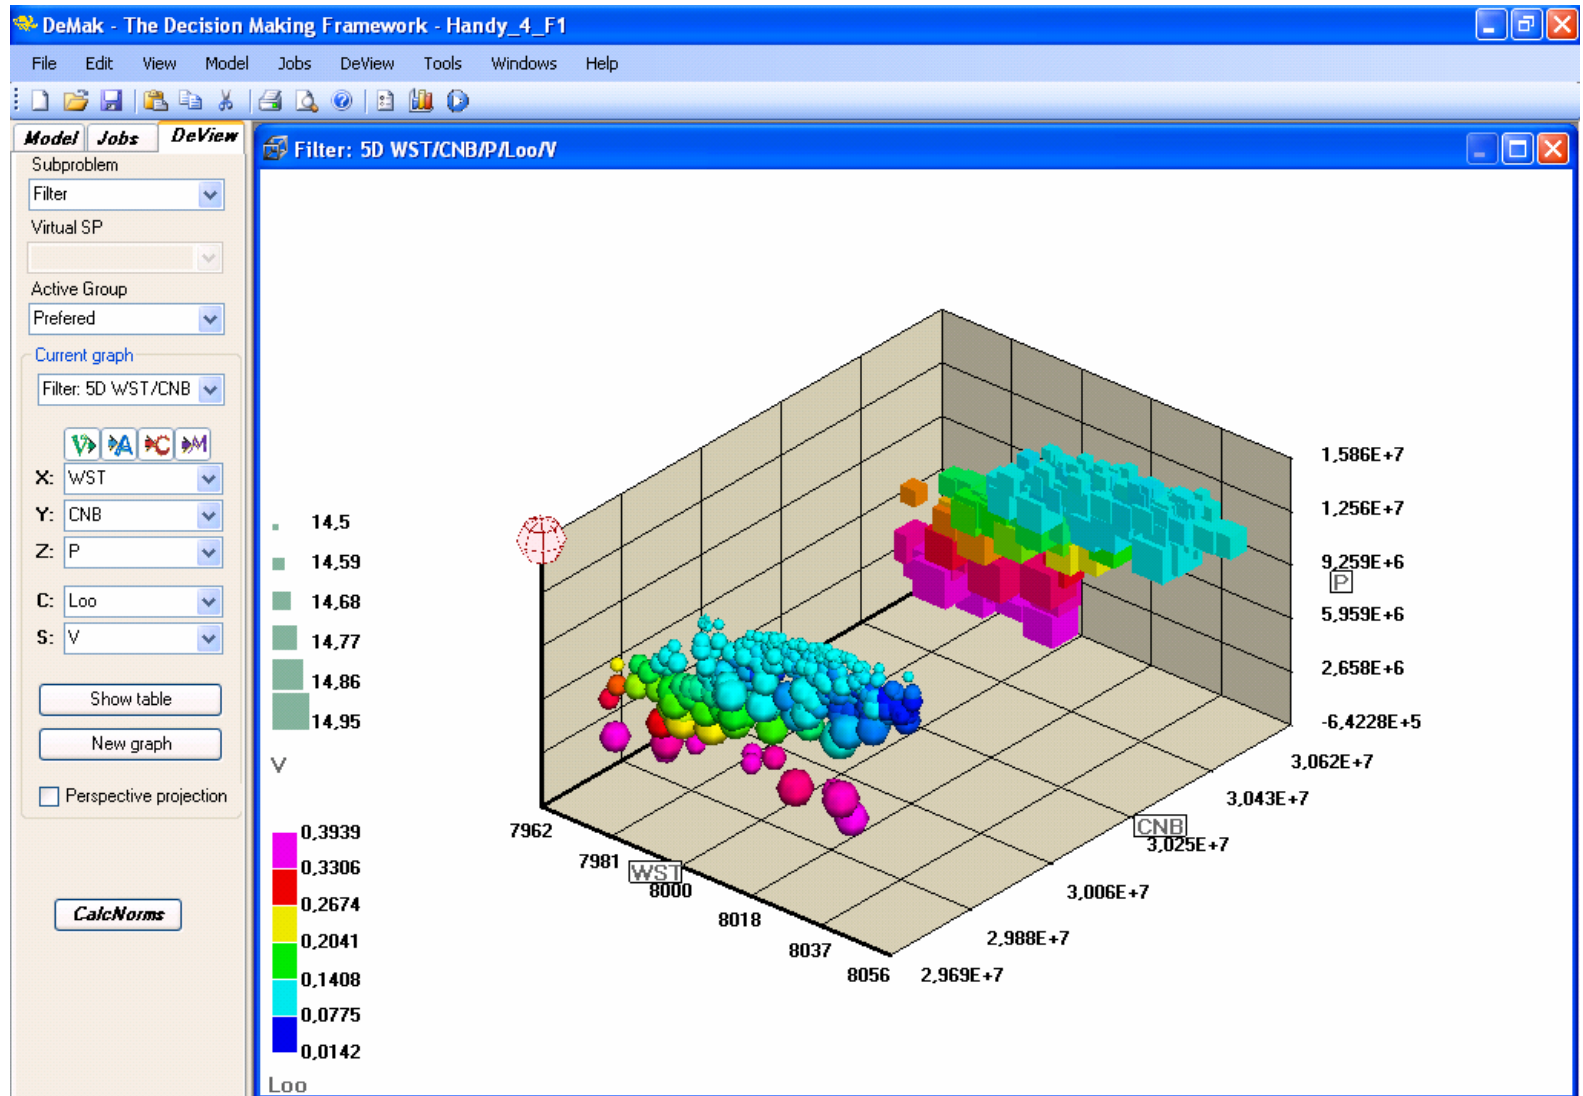 DeMak - The Decision Making Framework - Handy_4_F1
File Edit View Model Jobs DeView Tools Windows Help
Model Jobs DeView
Subproblem
Filter
Virtual SP
Active Group
Prefered
Current graph
Filter: 5D WST/CNB
V A C M
X: WST
Y: CNB
Z: P
C: Loo
S: V
Show table
New graph
Perspective projection
CalcNorms
Filter: 5D WST/CNB/P/Loo/V
14,5
14,59
14,68
14,77
14,86
14,95
V
0,3939
0,3306
0,2674
0,2041
0,1408
0,0775
0,0142
Loo
7962
7981
WST
8000
8018
8037
8056
2,969E+7
2,988E+7
3,006E+7
CNB
3,025E+7
3,043E+7
3,062E+7
1,586E+7
1,256E+7
9,259E+6
P
5,959E+6
2,658E+6
-6,4228E+5